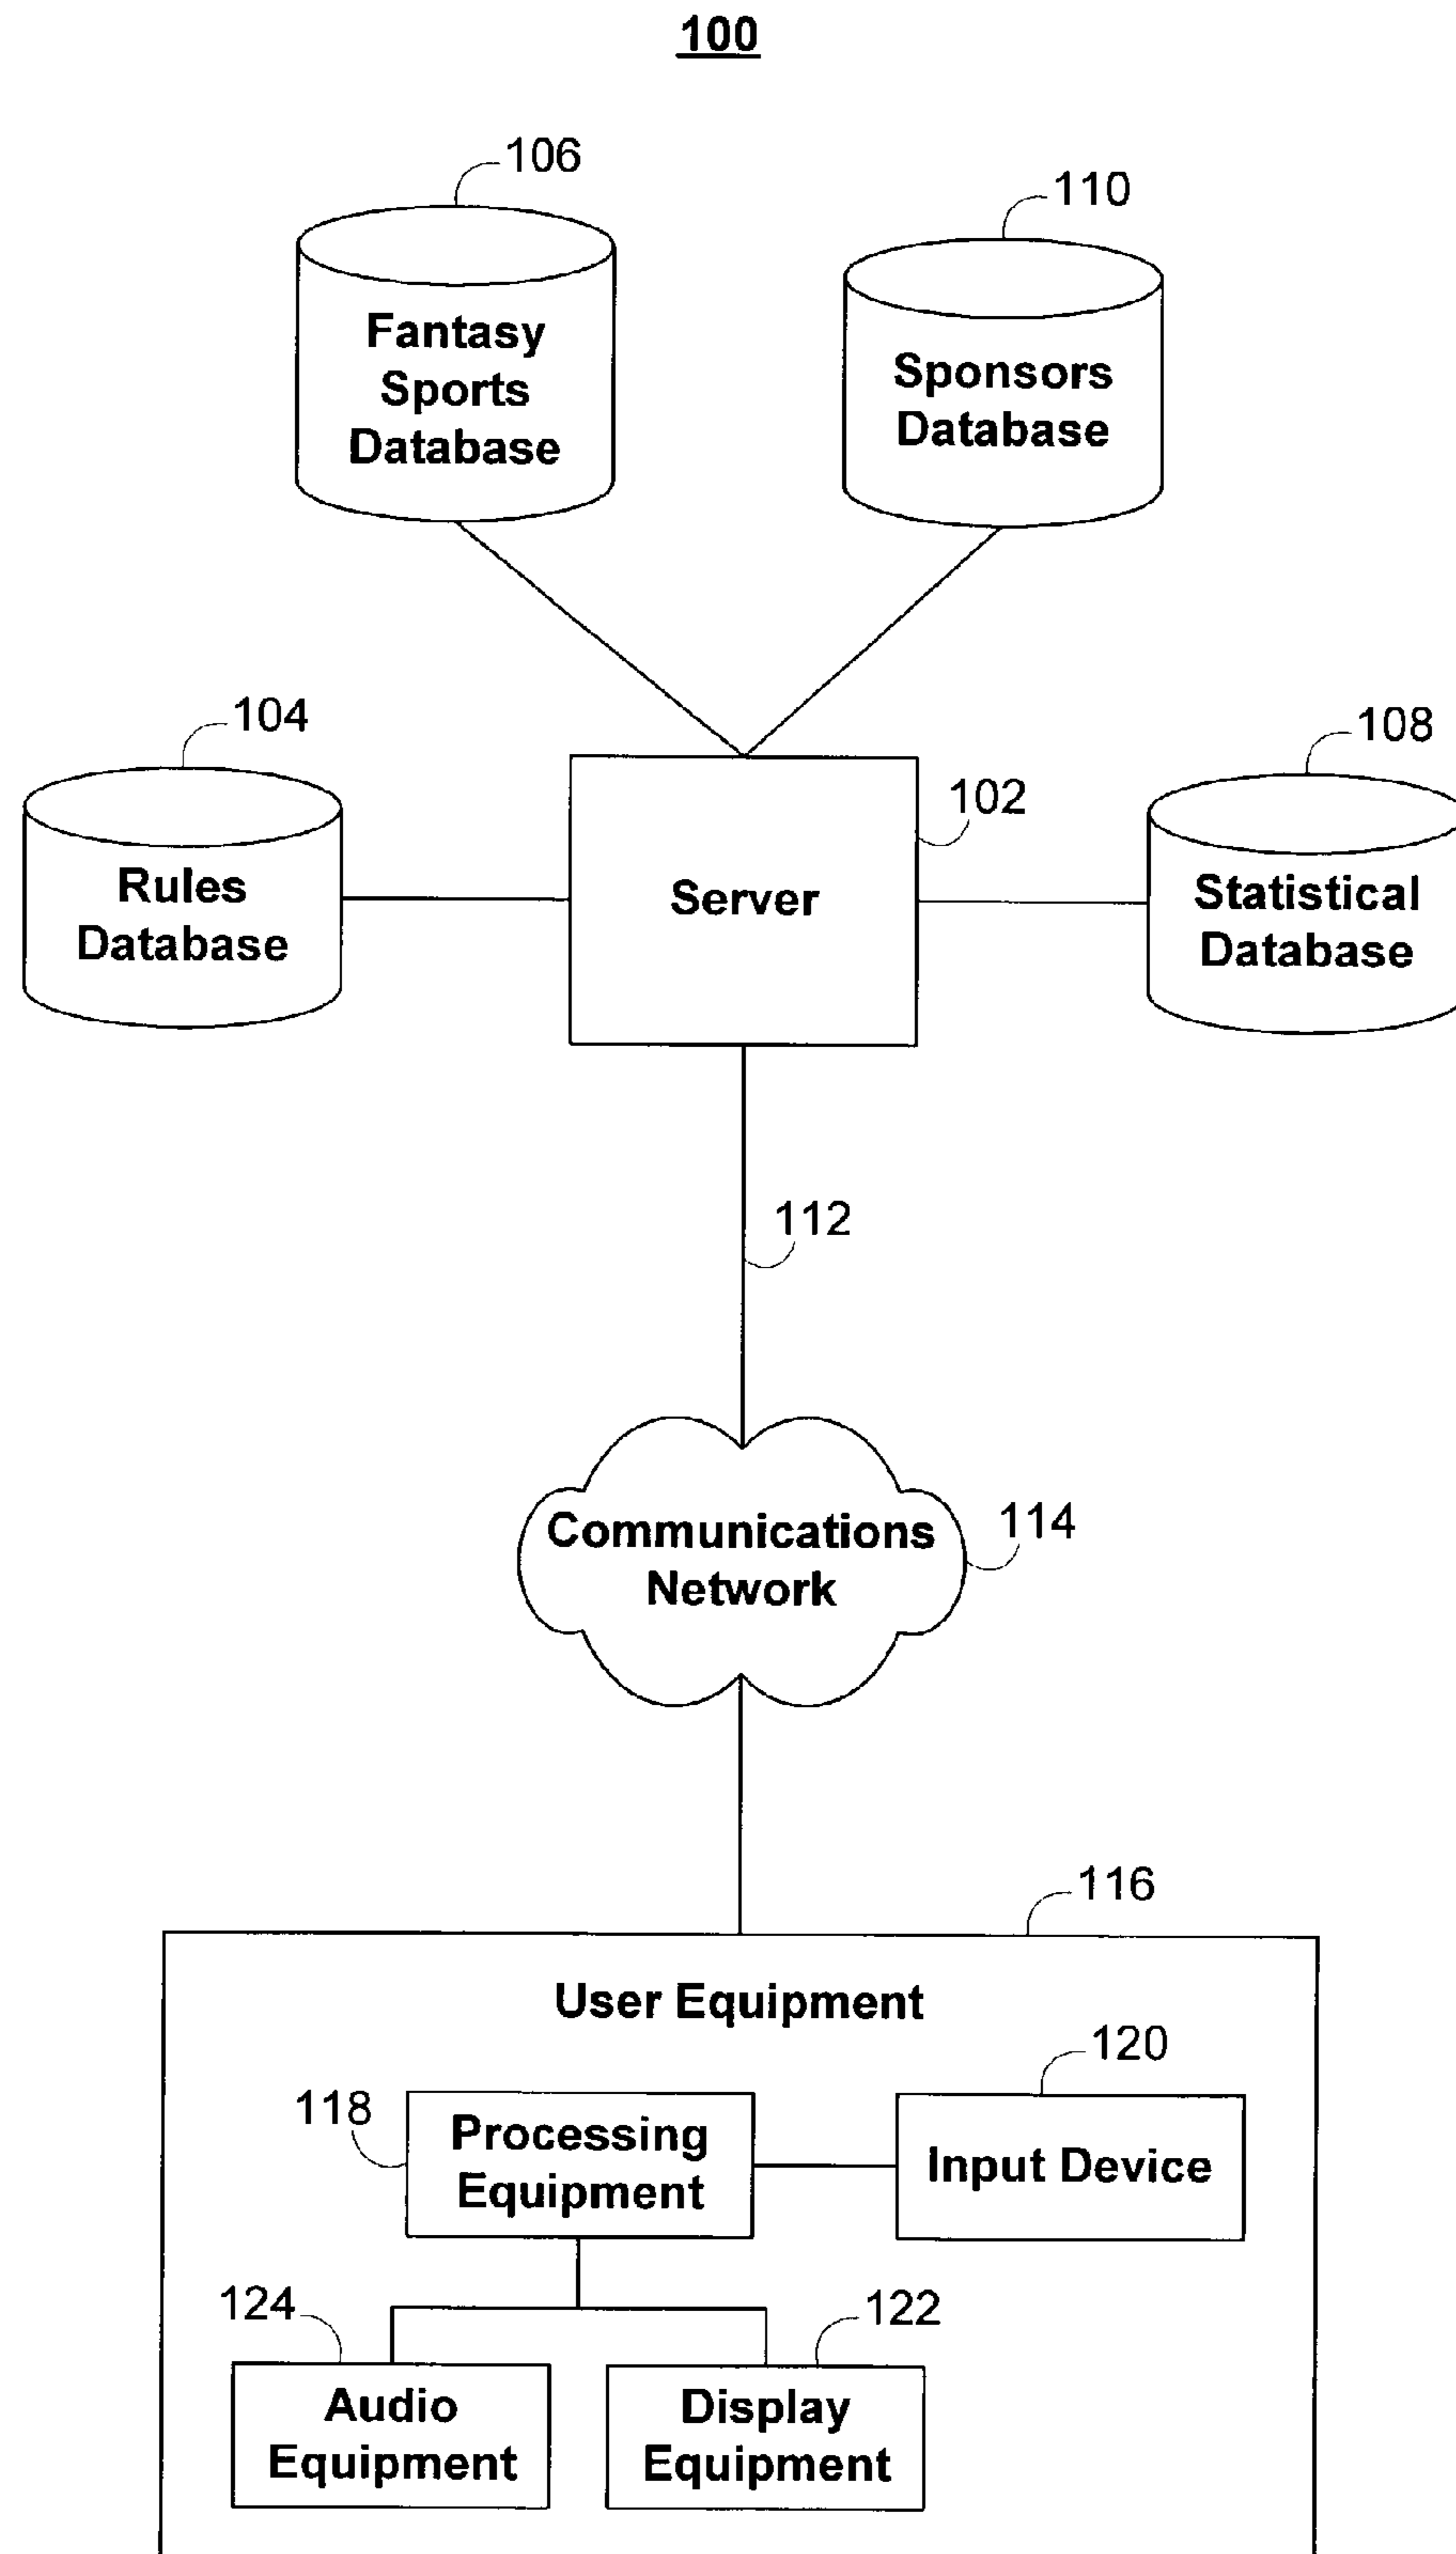 100
106
110
Fantasy
Sports
Database
Sponsors
Database
104
108
102
Rules
Database
Server
Statistical
Database
112
Communications
Network
114
116
User Equipment
120
118
Processing
Equipment
Input Device
124
122
Audio
Equipment
Display
Equipment